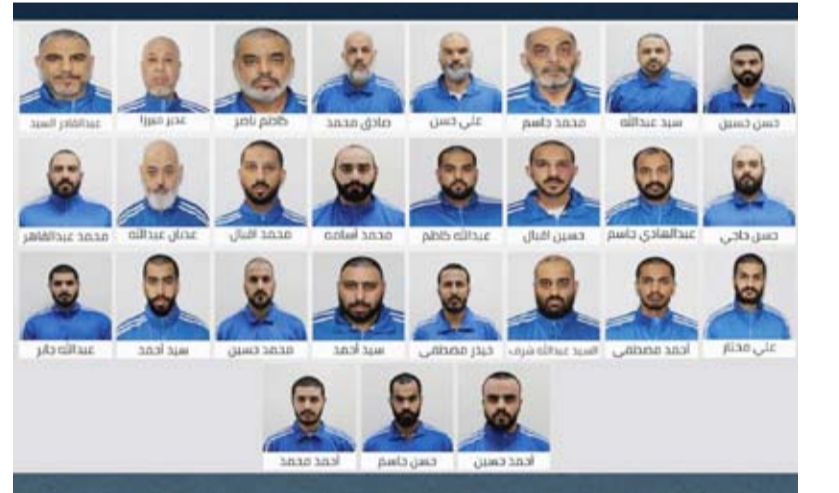 حسن حسين
سيد عبدالله
محمد جاسم
علي حسن
صادق محمد
كاظم ناصر
غدير ميرزا
عبدالقادر السيد
حسن حاجي
عبدالهادي جاسم
حسين اقبال
عبدالله كاظم
محمد أسامه
محمد اقبال
عدنان عبدالله
محمد عبدالقاهر
علي مختار
أحمد مصطفى
السيد عبدالله شرف
حيدر مصطفى
سيد أحمد
محمد حسين
سيد أحمد
عبدالله جابر
أحمد حسين
حسن جاسم
أحمد محمد